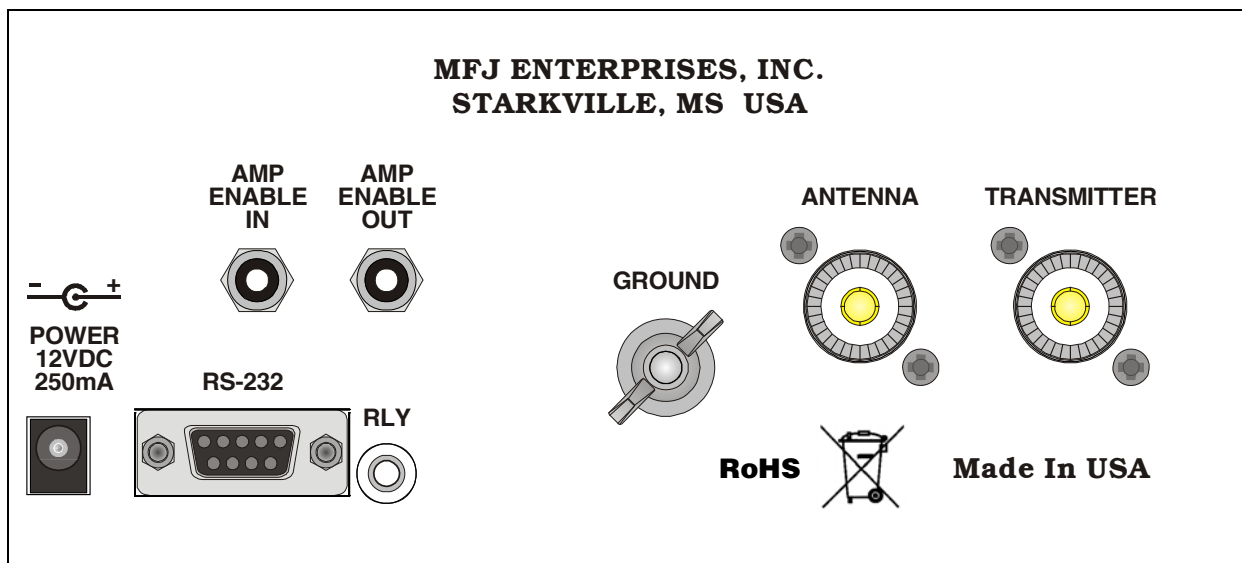 MFJ ENTERPRISES, INC.
STARKVILLE, MS USA
AMP
ENABLE
IN
AMP
ENABLE
OUT
ANTENNA
TRANSMITTER
GROUND
- +
POWER
12VDC
250mA
RS-232
RLY
RoHS
Made In USA